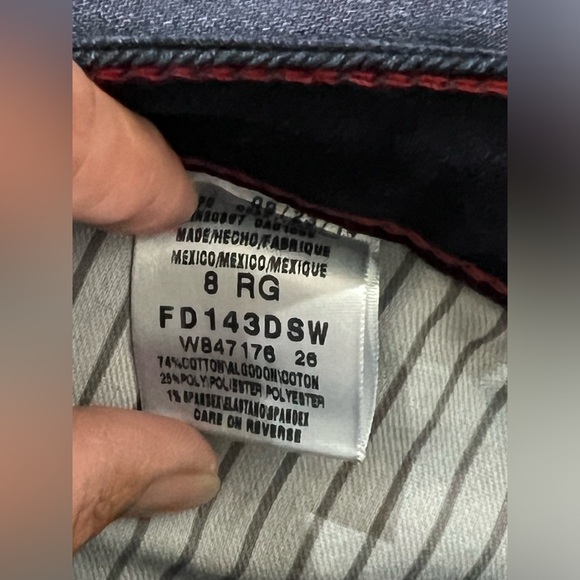 MADE/HECHO/FABRIQUE
MEXICO/MEXICO/MEXIQUE
8 RG
FD143DSW
W847176 26
74%COTTON\ALGODON\COTON
25%POLY\POLIESTER POLYESTER
1% SPANDEX\ELASTANO\SPANDEX
CARE ON REVERSE